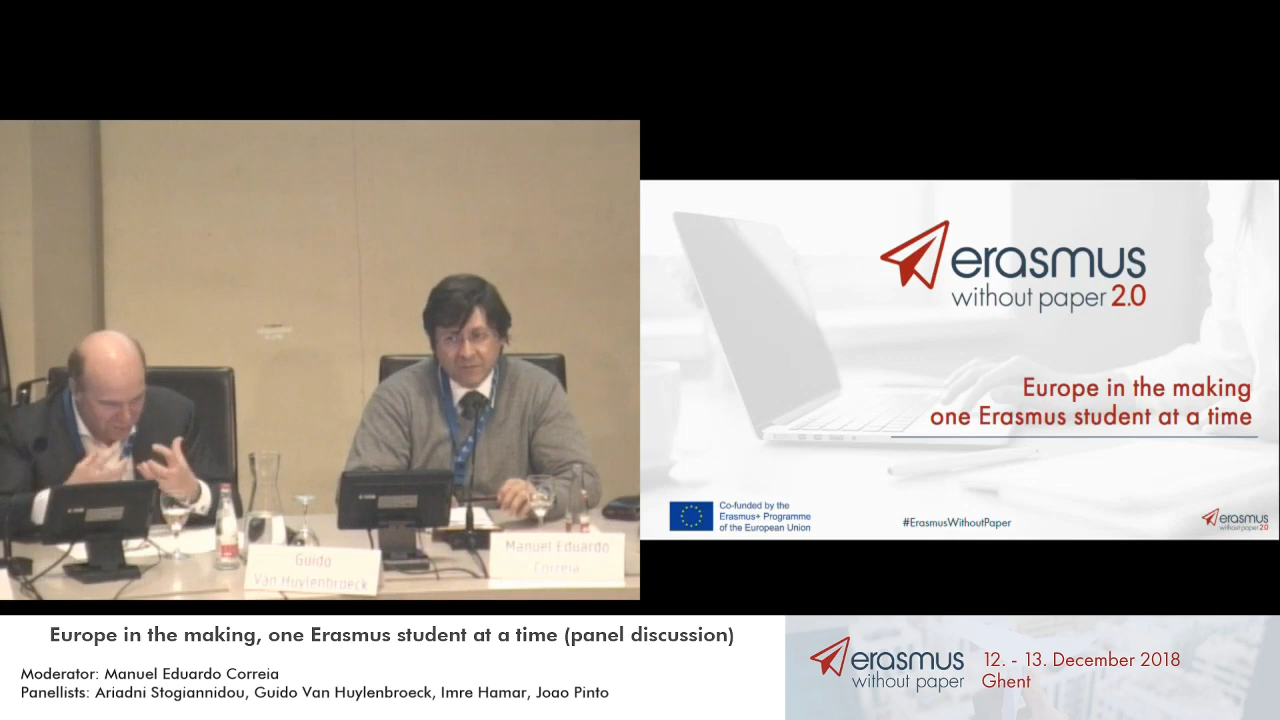 Guido
Van Huylenbroeck
Manuel Eduardo
Correia
erasmus
without paper 2.0
Europe in the making
one Erasmus student at a time
Co-funded by the
Erasmus+ Programme
of the European Union
#ErasmusWithoutPaper
erasmus
without paper 2.0
Europe in the making, one Erasmus student at a time (panel discussion)
Moderator: Manuel Eduardo Correia
Panellists: Ariadni Stogiannidou, Guido Van Huylenbroeck, Imre Hamar, Joao Pinto
erasmus
without paper
12. - 13. December 2018
Ghent